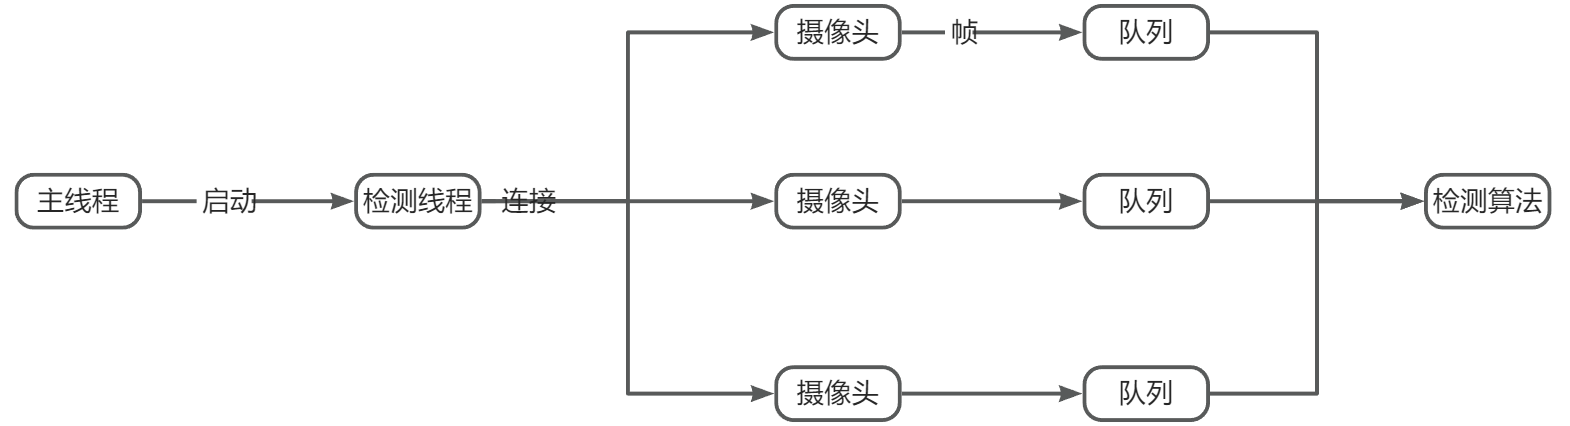 摄像头 帧 队列
主线程 启动 检测线程 连接 摄像头 队列 检测算法
摄像头 队列